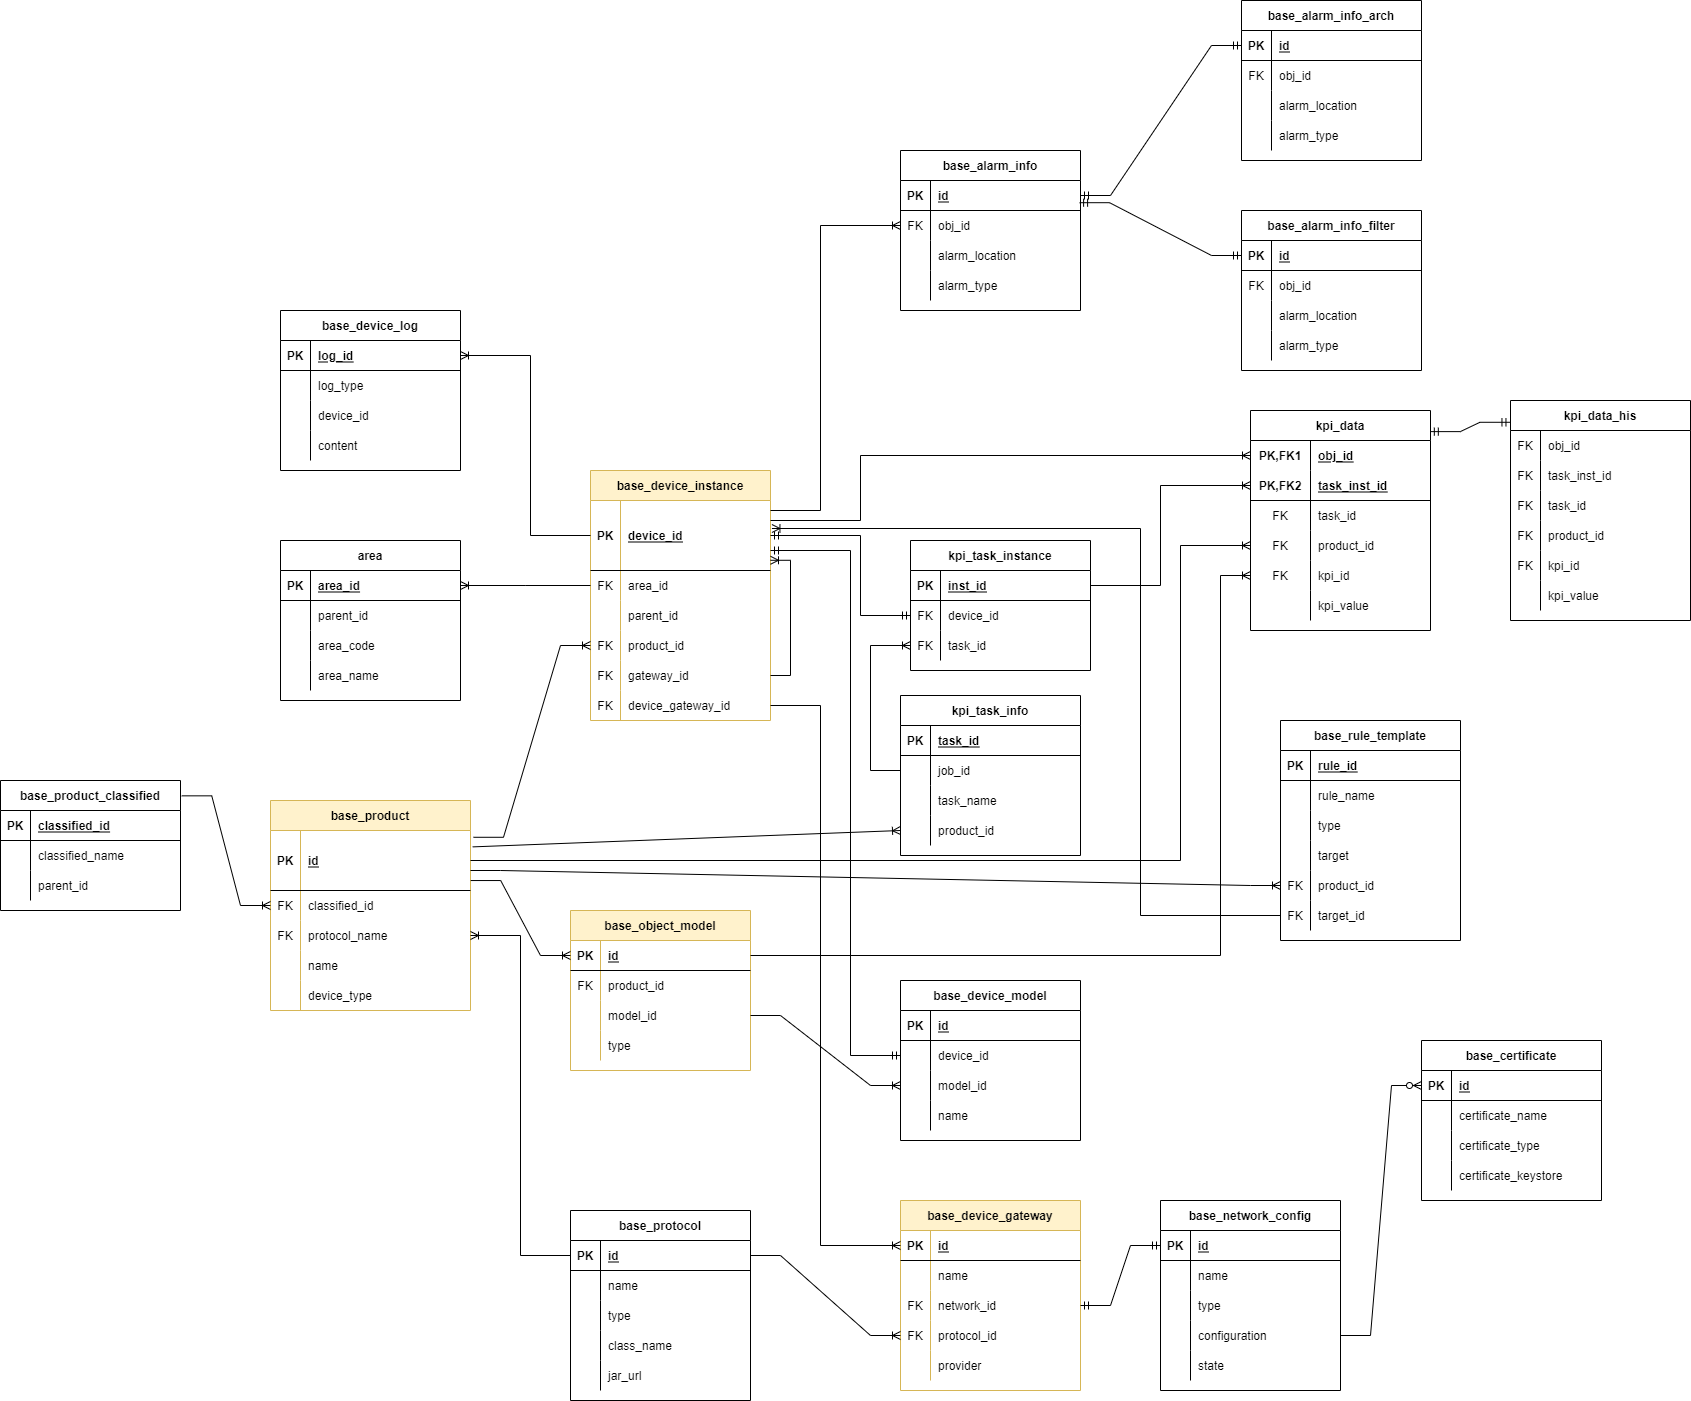 base_alarm_info_arch
PK id
FK obj_id
alarm_location
alarm_type
base_alarm_info
PK id
FK obj_id
alarm_location
alarm_type
base_alarm_info_filter
PK id
FK obj_id
alarm_location
alarm_type
base_device_log
PK log_id
log_type
device_id
content
kpi_data
PK,FK1 obj_id
PK,FK2 task_inst_id
FK task_id
FK product_id
FK kpi_id
kpi_value
kpi_data_his
FK obj_id
FK task_inst_id
FK task_id
FK product_id
FK kpi_id
kpi_value
base_device_instance
PK device_id
FK area_id
parent_id
FK product_id
FK gateway_id
FK device_gateway_id
area
PK area_id
parent_id
area_code
area_name
kpi_task_instance
PK inst_id
FK device_id
FK task_id
kpi_task_info
PK task_id
job_id
task_name
product_id
base_rule_template
PK rule_id
rule_name
type
target
FK product_id
FK target_id
base_product_classified
PK classified_id
classified_name
parent_id
base_product
PK id
FK classified_id
FK protocol_name
name
device_type
base_object_model
PK id
FK product_id
model_id
type
base_device_model
PK id
device_id
model_id
name
base_certificate
PK id
certificate_name
certificate_type
certificate_keystore
base_protocol
PK id
name
type
class_name
jar_url
base_device_gateway
PK id
name
FK network_id
FK protocol_id
provider
base_network_config
PK id
name
type
configuration
state